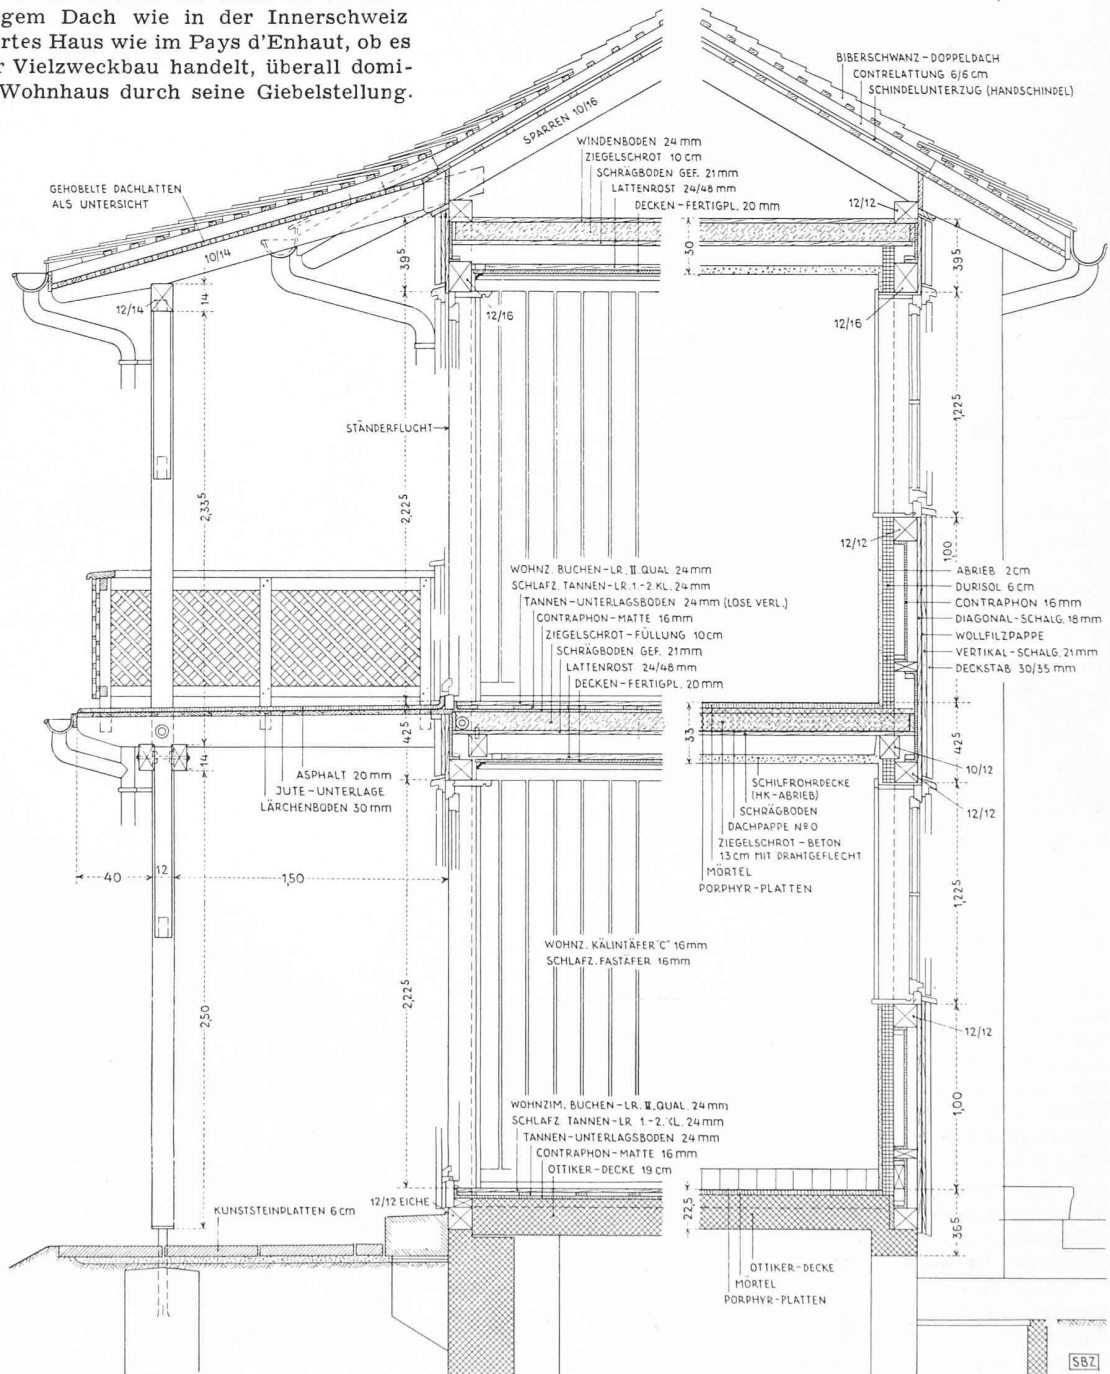 gem Dach wie in der Innerschweiz
rtes Haus wie im Pays d'Enhaut, ob es
r Vielzweckbau handelt, überall domi-
Wohnhaus durch seine Giebelstellung.
BIBERSCHWANZ-DOPPELDACH
CONTRELATTUNG 6/6 cm
SCHINDELUNTERZUG (HANDSCHINDEL)
SPARREN 10/16
WINDENBODEN 24 mm
ZIEGELSCHROT 10 cm
SCHRÄGBODEN GEF. 21 mm
LATTENROST 24/48 mm
DECKEN-FERTIGPL. 20 mm
GEHOBELTE DACHLATTEN
ALS UNTERSICHT
10/14
12/12
395
30
395
14
12/14
12/16
12/16
1,225
STÄNDERFLUCHT
2,335
2,225
12/12
100
WOHNZ. BUCHEN-LR. II. QUAL. 24 mm
SCHLAFZ. TANNEN-LR. 1.-2. KL. 24 mm
TANNEN-UNTERLAGSBODEN 24 mm (LOSE VERL.)
CONTRAPHON-MATTE 16 mm
ZIEGELSCHROT-FÜLLUNG 10 cm
SCHRÄGBODEN GEF. 21 mm
LATTENROST 24/48 mm
DECKEN-FERTIGPL. 20 mm
ABRIEB 2 cm
DURISOL 6 cm
CONTRAPHON 16 mm
DIAGONAL-SCHALG. 18 mm
WOLLFILZPAPPE
VERTIKAL-SCHALG. 21 mm
DECKSTAB 30/35 mm
425
33
425
14
ASPHALT 20 mm
JUTE-UNTERLAGE
LÄRCHENBODEN 30 mm
10/12
12/12
SCHILFROHRDECKE
(HK-ABRIEB)
SCHRÄGBODEN
DACHPAPPE Nº 0
ZIEGELSCHROT-BETON
13 cm MIT DRAHTGEFLECHT
MÖRTEL
PORPHYR-PLATTEN
40
12
1,50
1,225
WOHNZ. KÄLINTÄFER "C" 16 mm
SCHLAFZ. FASTÄFER 16 mm
2,50
2,225
12/12
1,00
WOHNZIM. BUCHEN-LR. II. QUAL. 24 mm
SCHLAFZ. TANNEN-LR. 1.-2. KL. 24 mm
TANNEN-UNTERLAGSBODEN 24 mm
CONTRAPHON-MATTE 16 mm
OTTIKER-DECKE 19 cm
12/12 EICHE
KUNSTSTEINPLATTEN 6 cm
22,5
365
OTTIKER-DECKE
MÖRTEL
PORPHYR-PLATTEN
SBZ